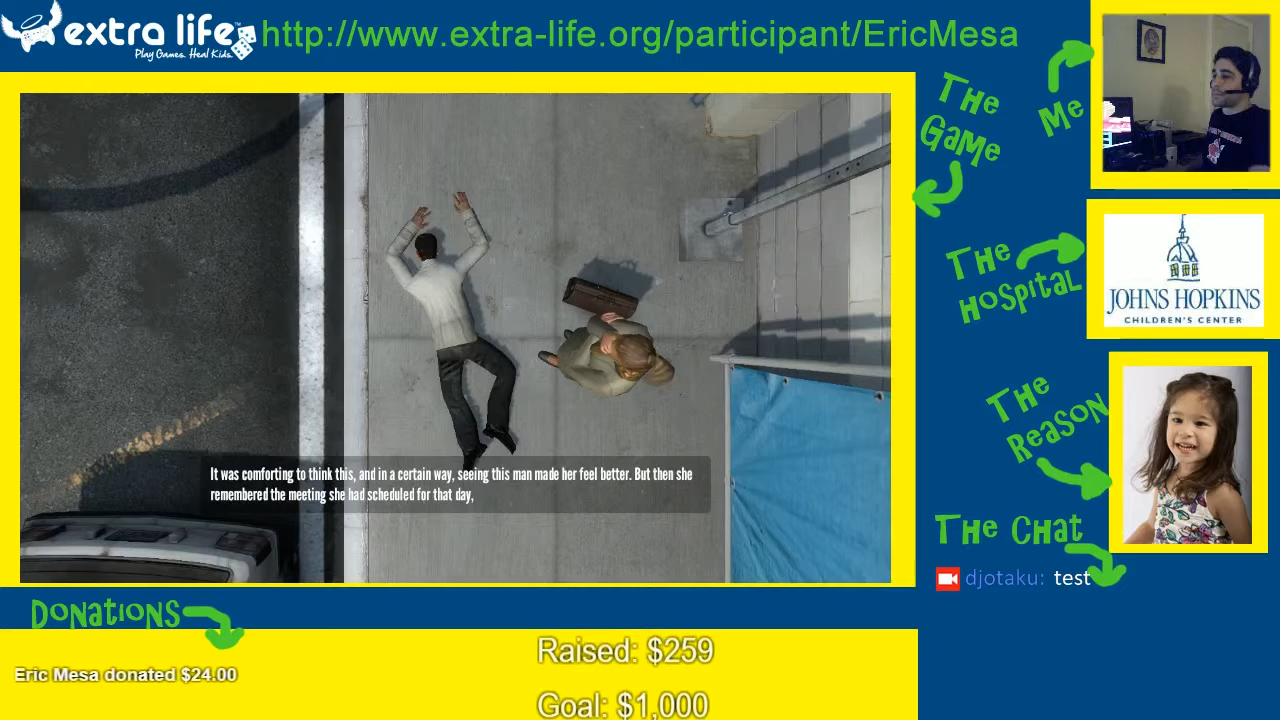 extra life
Play Games. Heal Kids.
http://www.extra-life.org/participant/EricMesa
The
Game
Me
The
Hospital
JOHNS HOPKINS
CHILDREN'S CENTER
The
Reason
The Chat
djotaku: test
It was comforting to think this, and in a certain way, seeing this man made her feel better. But then she
remembered the meeting she had scheduled for that day,
Donations
Eric Mesa donated $24.00
Raised: $259
Goal: $1,000